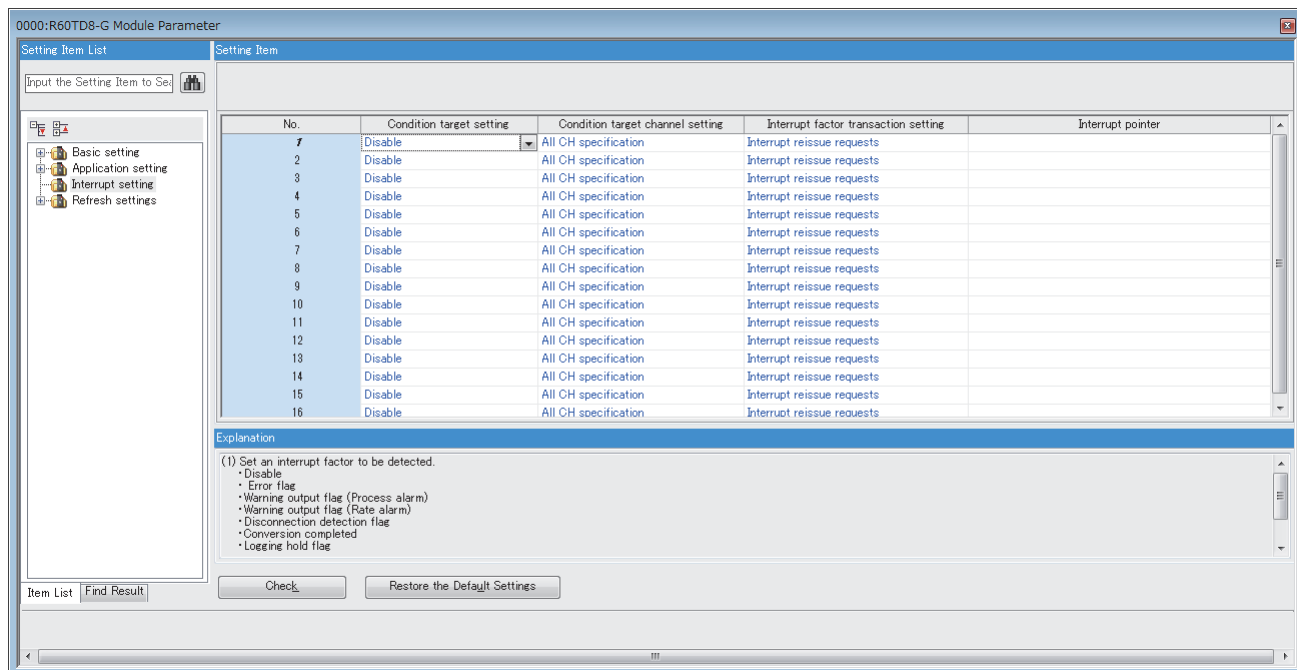 0000:R60TD8-G Module Parameter
Setting Item List
Setting Item
Input the Setting Item to Sea
Basic setting
Application setting
Interrupt setting
Refresh settings
No. Condition target setting Condition target channel setting Interrupt factor transaction setting Interrupt pointer
1 Disable All CH specification Interrupt reissue requests
2 Disable All CH specification Interrupt reissue requests
3 Disable All CH specification Interrupt reissue requests
4 Disable All CH specification Interrupt reissue requests
5 Disable All CH specification Interrupt reissue requests
6 Disable All CH specification Interrupt reissue requests
7 Disable All CH specification Interrupt reissue requests
8 Disable All CH specification Interrupt reissue requests
9 Disable All CH specification Interrupt reissue requests
10 Disable All CH specification Interrupt reissue requests
11 Disable All CH specification Interrupt reissue requests
12 Disable All CH specification Interrupt reissue requests
13 Disable All CH specification Interrupt reissue requests
14 Disable All CH specification Interrupt reissue requests
15 Disable All CH specification Interrupt reissue requests
16 Disable All CH specification Interrupt reissue requests
Explanation
(1) Set an interrupt factor to be detected.
・Disable
・ Error flag
・Warning output flag (Process alarm)
・Warning output flag (Rate alarm)
・Disconnection detection flag
・Conversion completed
・Logging hold flag
Item List Find Result
Check Restore the Default Settings